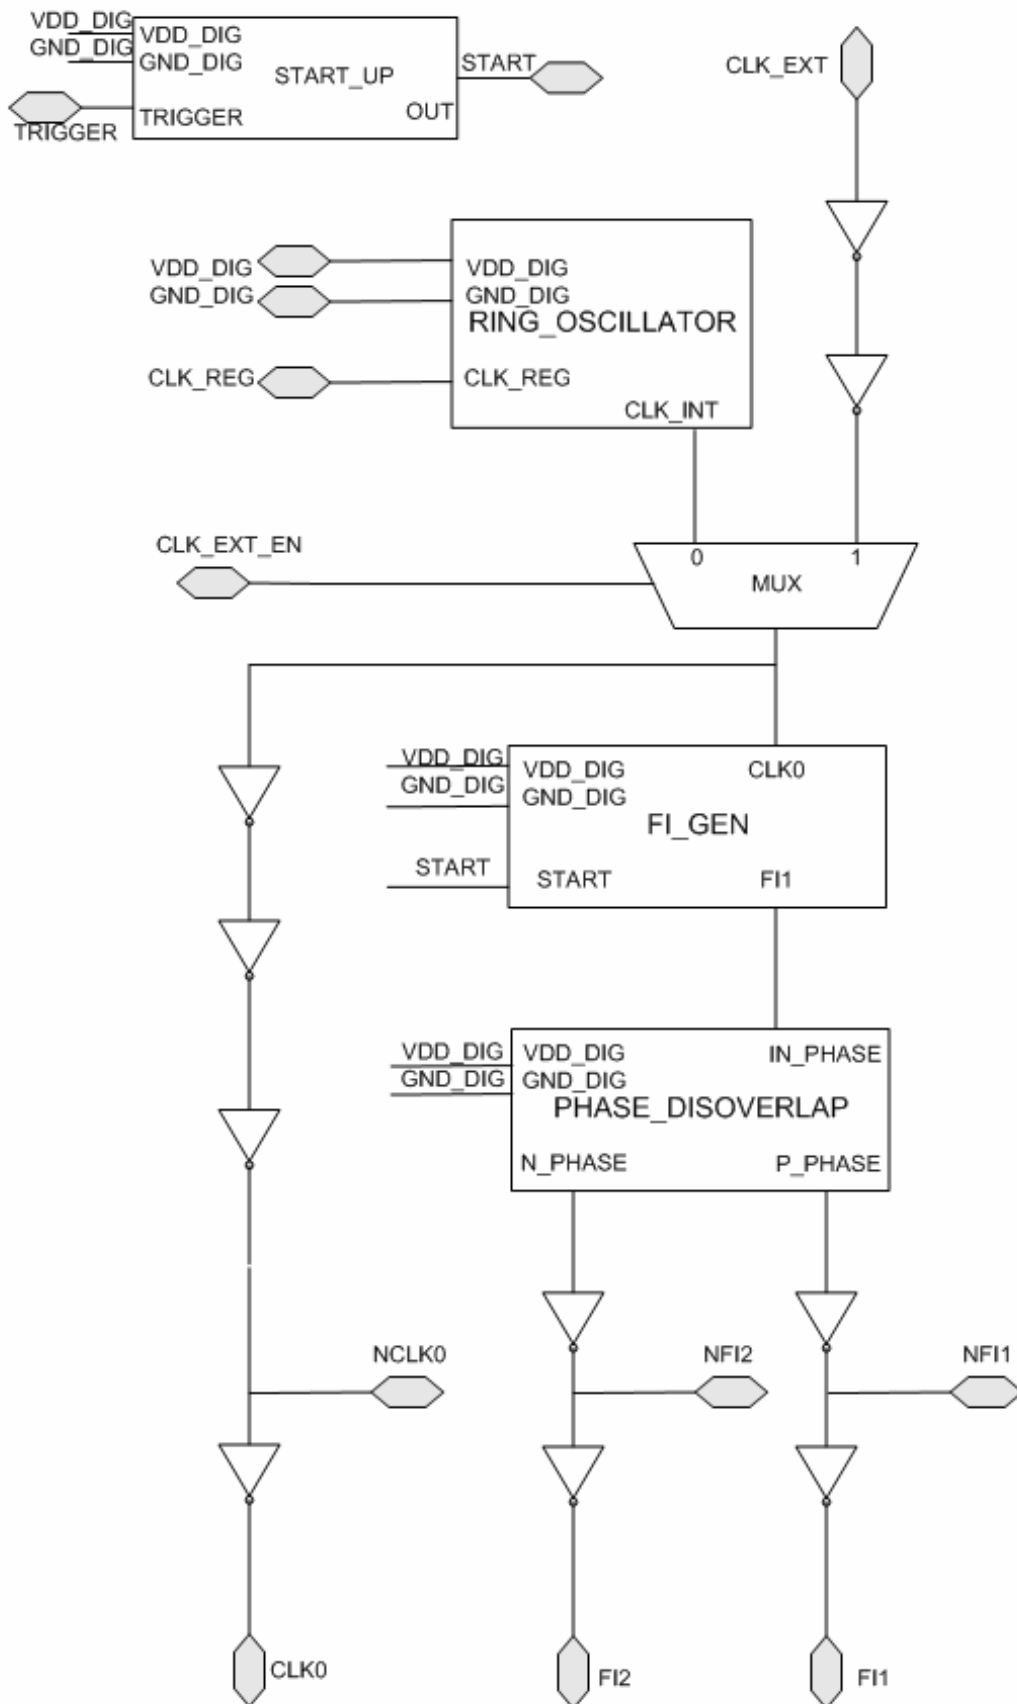 VDD_DIG
GND_DIG
TRIGGER
VDD_DIG
GND_DIG
TRIGGER
START_UP
OUT
START
CLK_EXT
VDD_DIG
GND_DIG
CLK_REG
VDD_DIG
GND_DIG
RING_OSCILLATOR
CLK_REG
CLK_INT
CLK_EXT_EN
0
1
MUX
VDD_DIG
GND_DIG
START
VDD_DIG
GND_DIG
CLK0
FI_GEN
START
FI1
VDD_DIG
GND_DIG
VDD_DIG
GND_DIG
IN_PHASE
PHASE_DISOVERLAP
N_PHASE
P_PHASE
NCLK0
NFI2
NFI1
CLK0
FI2
FI1